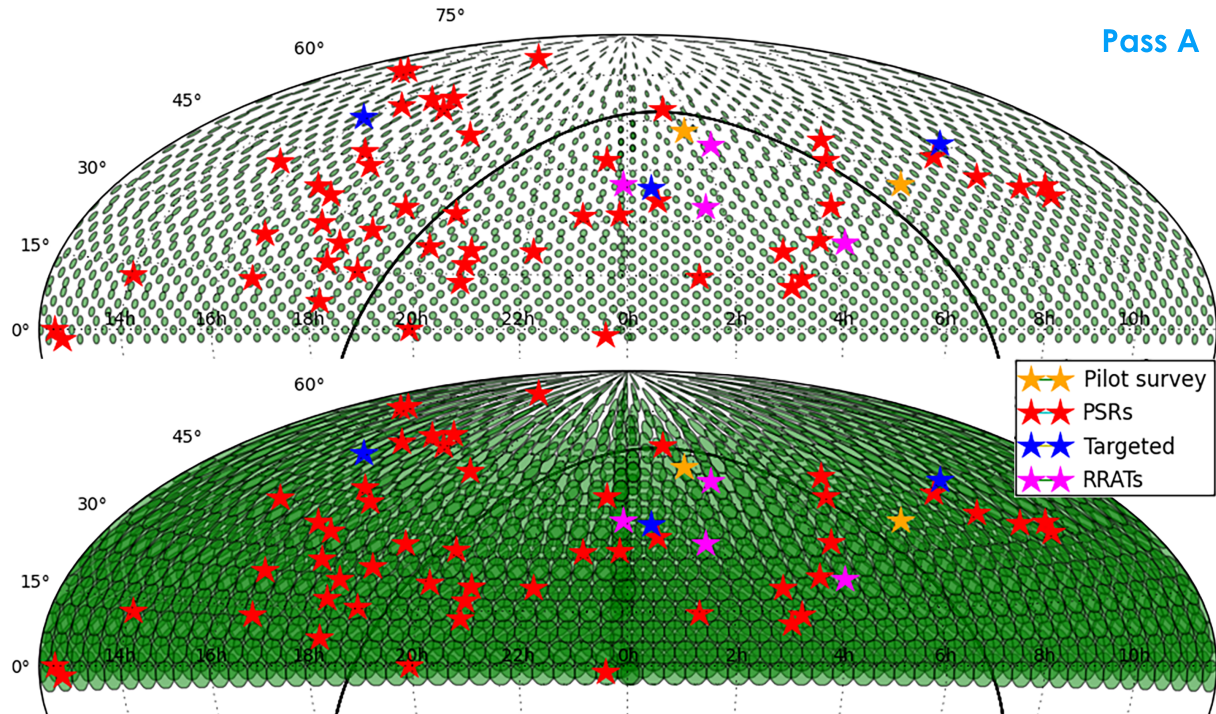 75°
Pass A
60°
45°
30°
15°
0° 14h 16h 18h 20h 22h 0h 2h 4h 6h 8h 10h
Pilot survey
PSRs
Targeted
RRATs
60°
45°
30°
15°
0° 14h 16h 18h 20h 22h 0h 2h 4h 6h 8h 10h